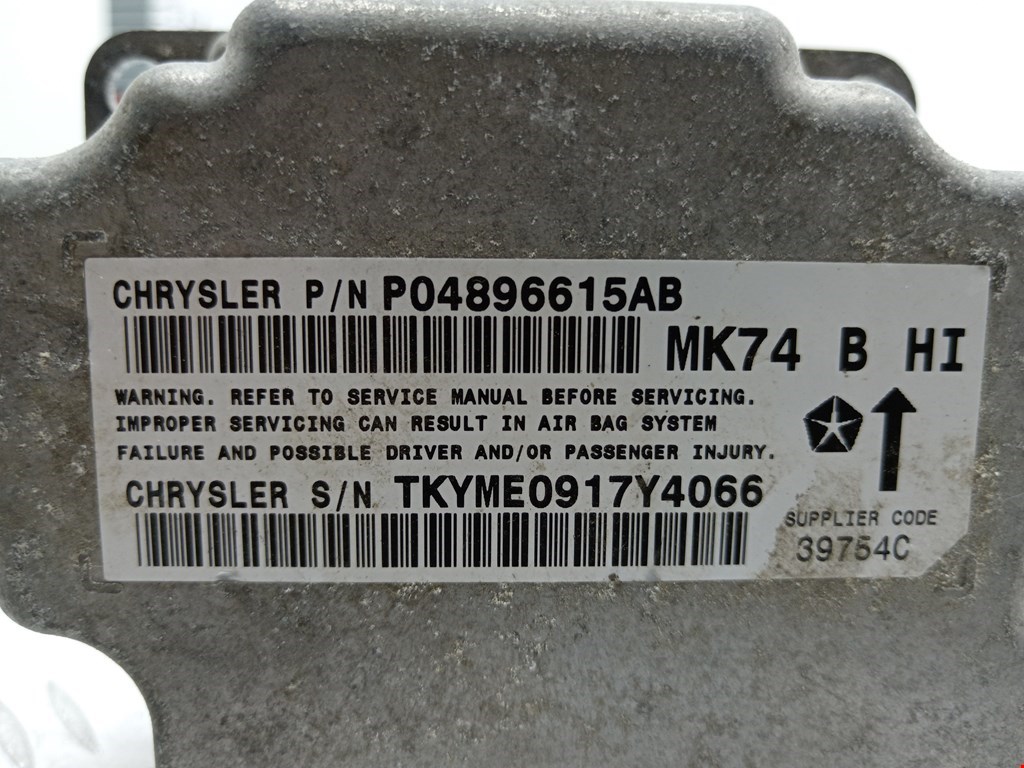 CHRYSLER P/N P04896615AB
MK74 B HI
WARNING. REFER TO SERVICE MANUAL BEFORE SERVICING.
IMPROPER SERVICING CAN RESULT IN AIR BAG SYSTEM
FAILURE AND POSSIBLE DRIVER AND/OR PASSENGER INJURY.
CHRYSLER S/N TKYME0917Y4066
SUPPLIER CODE
39754C